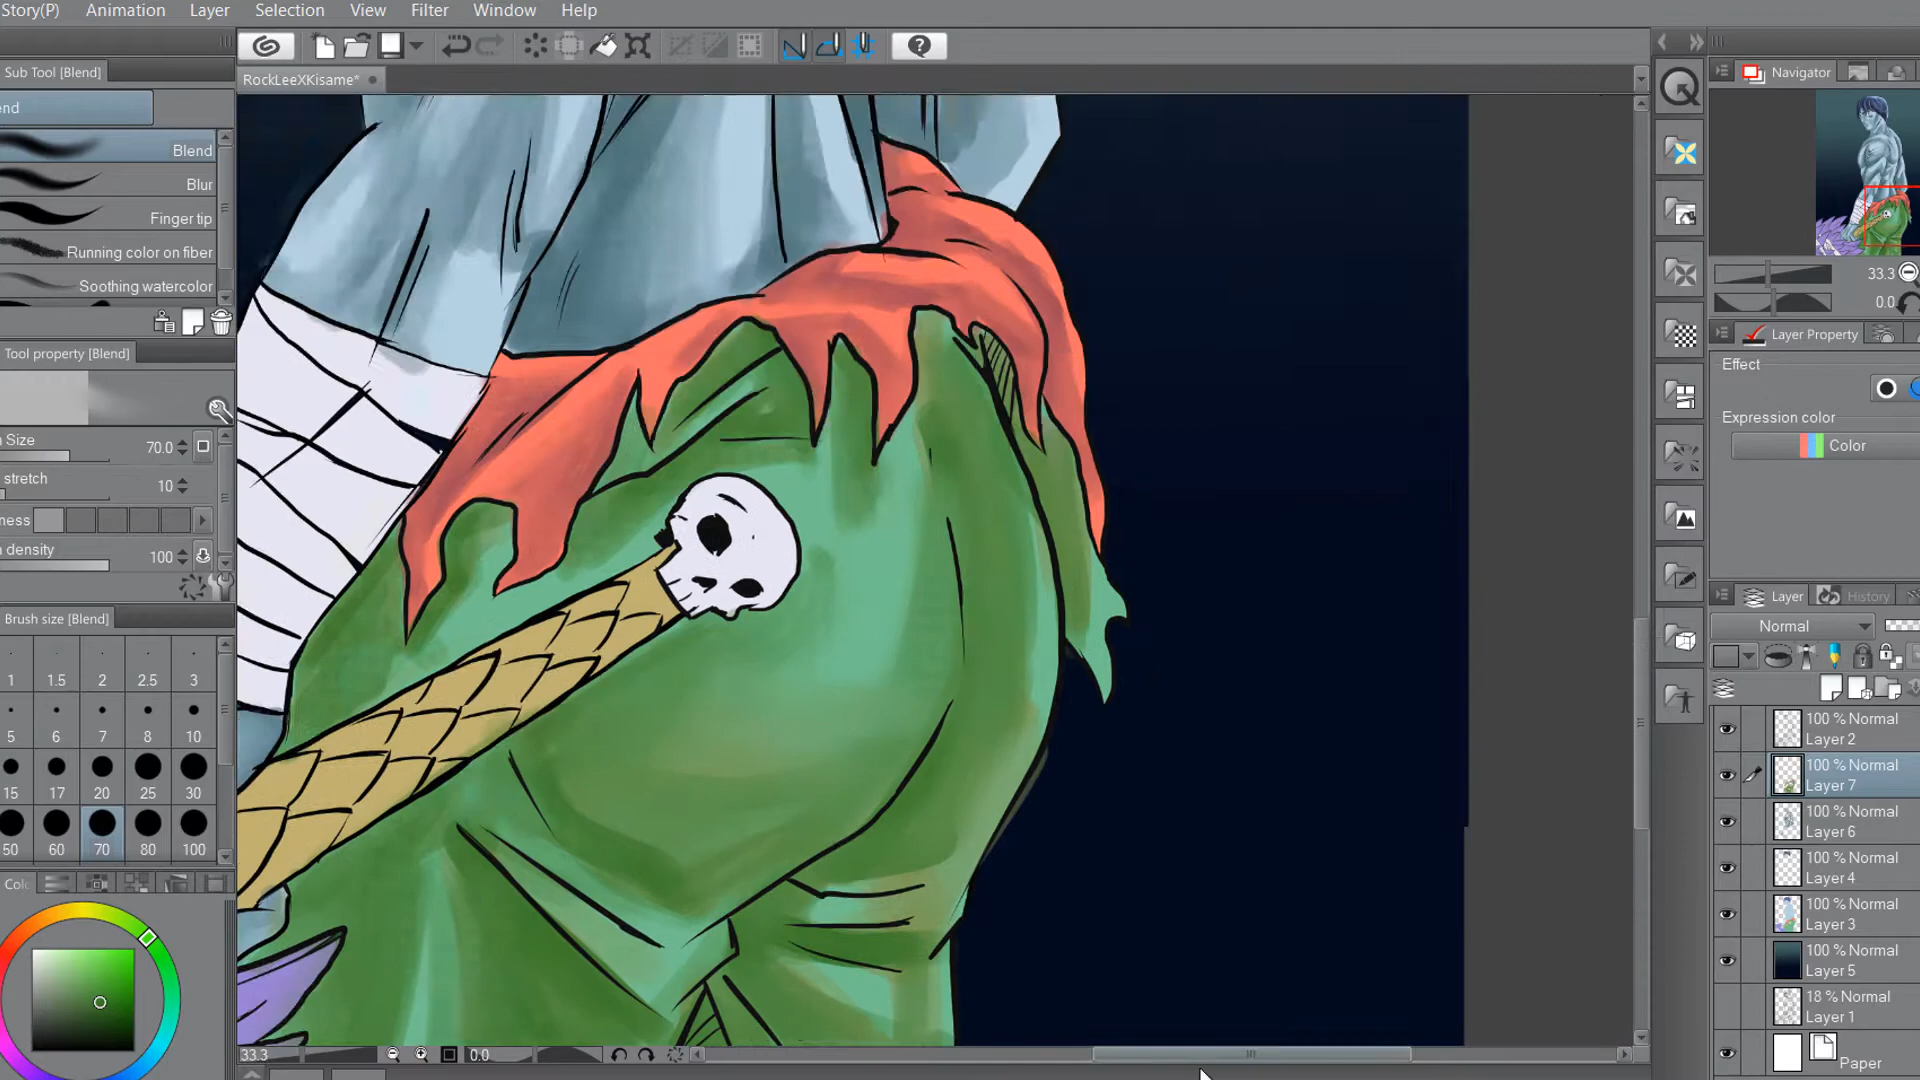 Story(P) Animation Layer Selection View Filter Window Help
Sub Tool [Blend]
RockLeeXKisame*
Navigator
end
Blend
Blur
Finger tip
Running color on fiber
Soothing watercolor
33.3
0.0
Tool property [Blend]
Layer Property
Effect
Expression color
Color
Size 70.0
stretch 10
ness
density 100
Brush size [Blend]
1 1.5 2 2.5 3
5 6 7 8 10
15 17 20 25 30
50 60 70 80 100
Layer History
Normal
100 % Normal
Layer 2
100 % Normal
Layer 7
100 % Normal
Layer 6
100 % Normal
Layer 4
100 % Normal
Layer 3
100 % Normal
Layer 5
18 % Normal
Layer 1
Paper
Colo
33.3 0.0